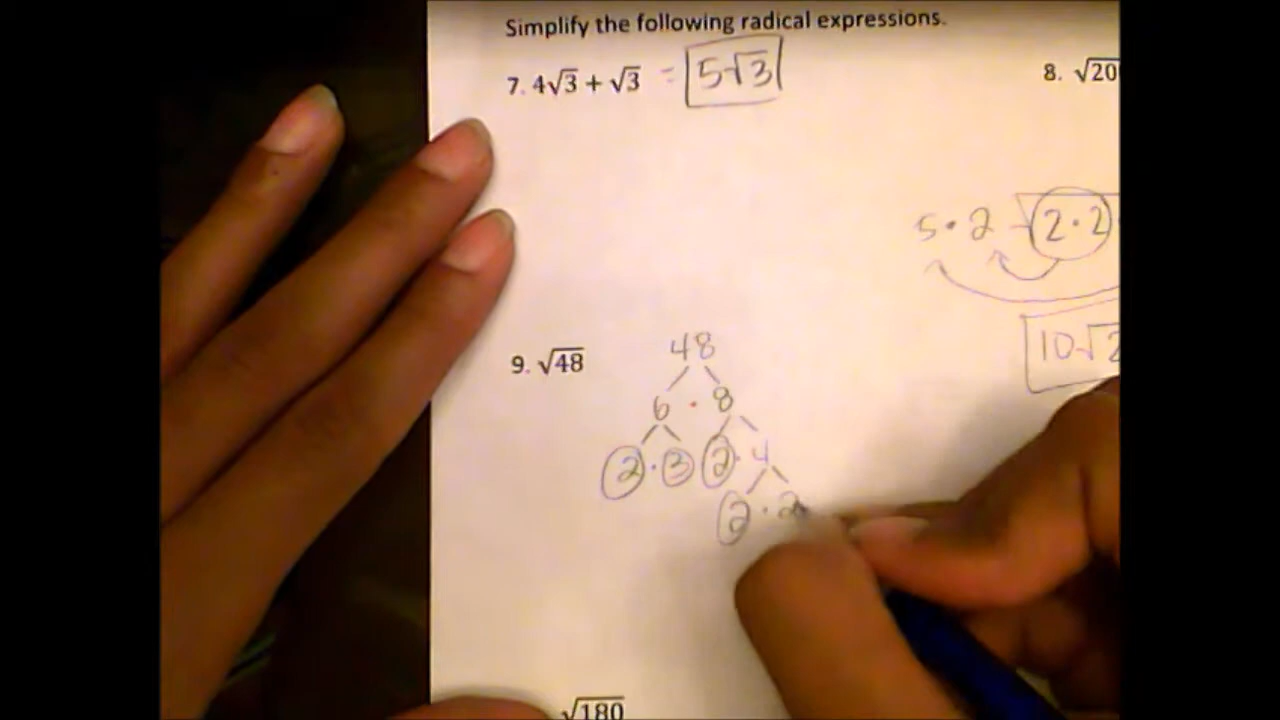 Simplify the following radical expressions.
7. 4√3 + √3 = 5√3
8. √20
5·2 √2·2
10√2
9. √48
48
6 · 8
2 · 3 2 · 4
2 · 2
√180